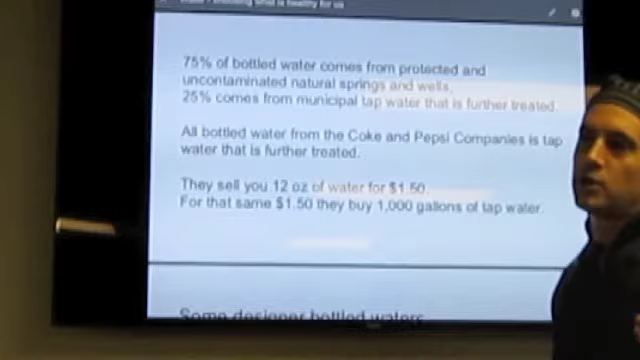 75% of bottled water comes from protected and
uncontaminated natural springs and wells.
25% comes from municipal tap water that is further treated.
All bottled water from the Coke and Pepsi Companies is tap
water that is further treated.
They sell you 12 oz of water for $1.50.
For that same $1.50 they buy 1,000 gallons of tap water.
Some designer bottled waters